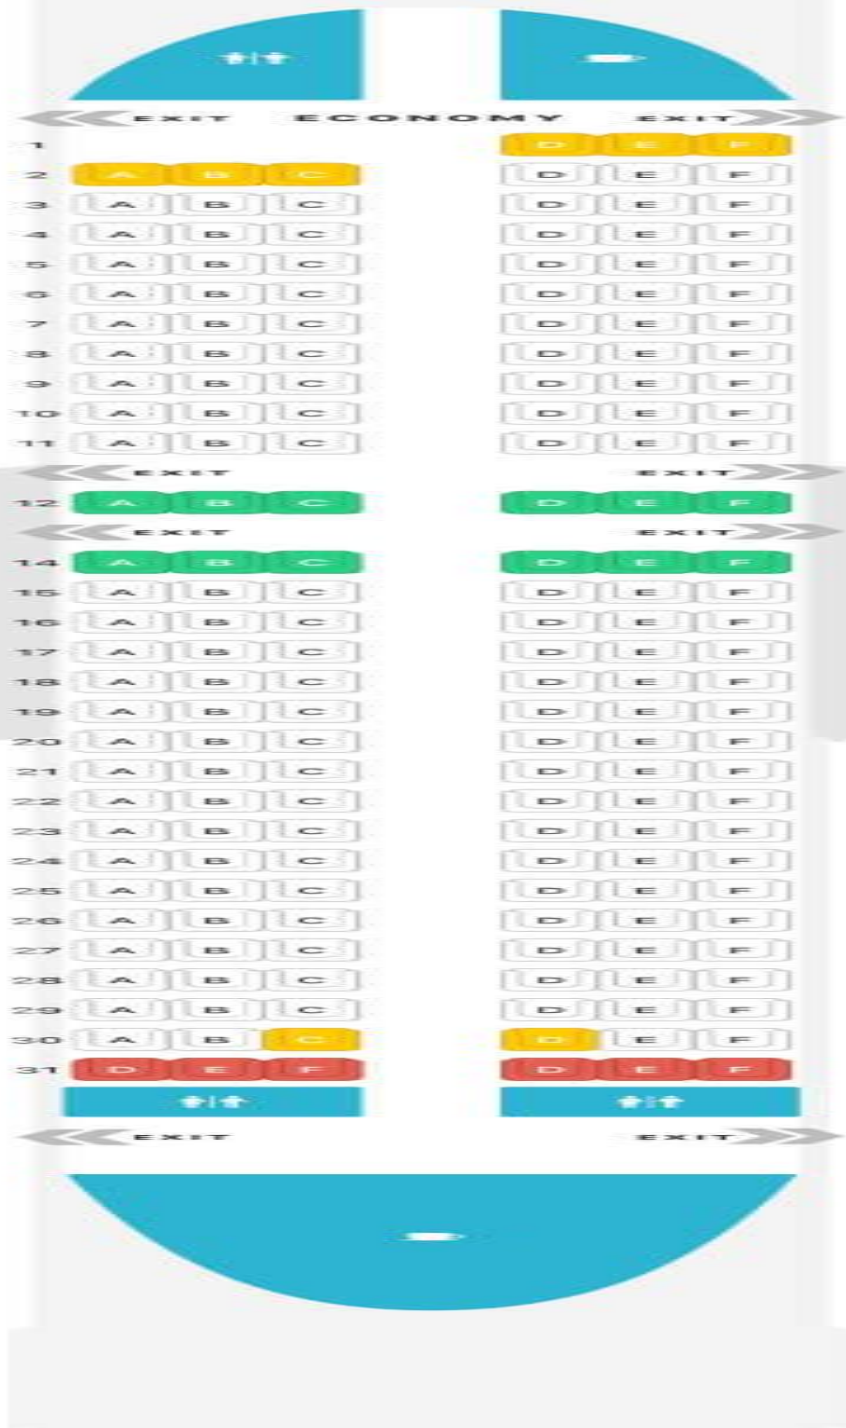 EXIT ECONOMY EXIT
1 D E F
2 A B C D E F
3 A B C D E F
4 A B C D E F
5 A B C D E F
6 A B C D E F
7 A B C D E F
8 A B C D E F
9 A B C D E F
10 A B C D E F
11 A B C D E F
EXIT EXIT
12 A B C D E F
EXIT EXIT
14 A B C D E F
15 A B C D E F
16 A B C D E F
17 A B C D E F
18 A B C D E F
19 A B C D E F
20 A B C D E F
21 A B C D E F
22 A B C D E F
23 A B C D E F
24 A B C D E F
25 A B C D E F
26 A B C D E F
27 A B C D E F
28 A B C D E F
29 A B C D E F
30 A B C D E F
31 D E F D E F
EXIT EXIT